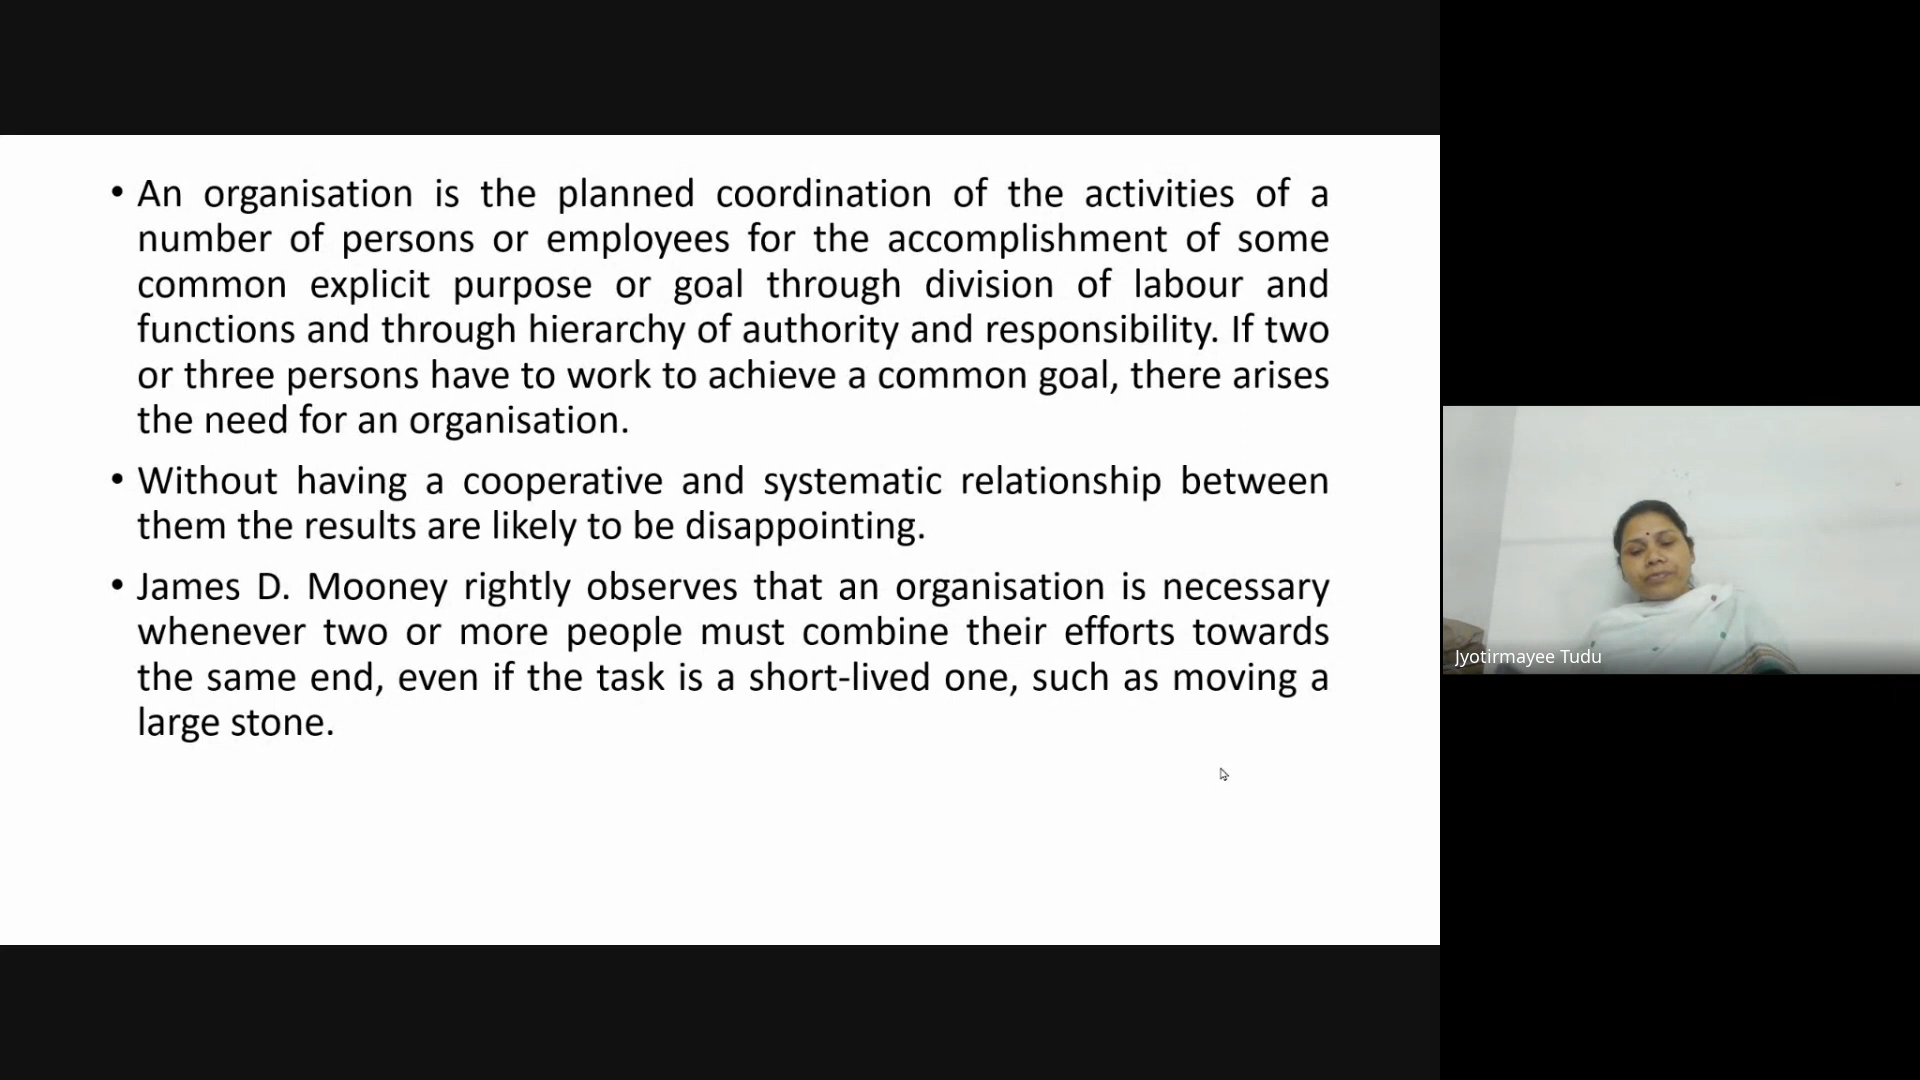 • An organisation is the planned coordination of the activities of a
number of persons or employees for the accomplishment of some
common explicit purpose or goal through division of labour and
functions and through hierarchy of authority and responsibility. If two
or three persons have to work to achieve a common goal, there arises
the need for an organisation.
• Without having a cooperative and systematic relationship between
them the results are likely to be disappointing.
• James D. Mooney rightly observes that an organisation is necessary
whenever two or more people must combine their efforts towards
the same end, even if the task is a short-lived one, such as moving a
large stone.
Jyotirmayee Tudu